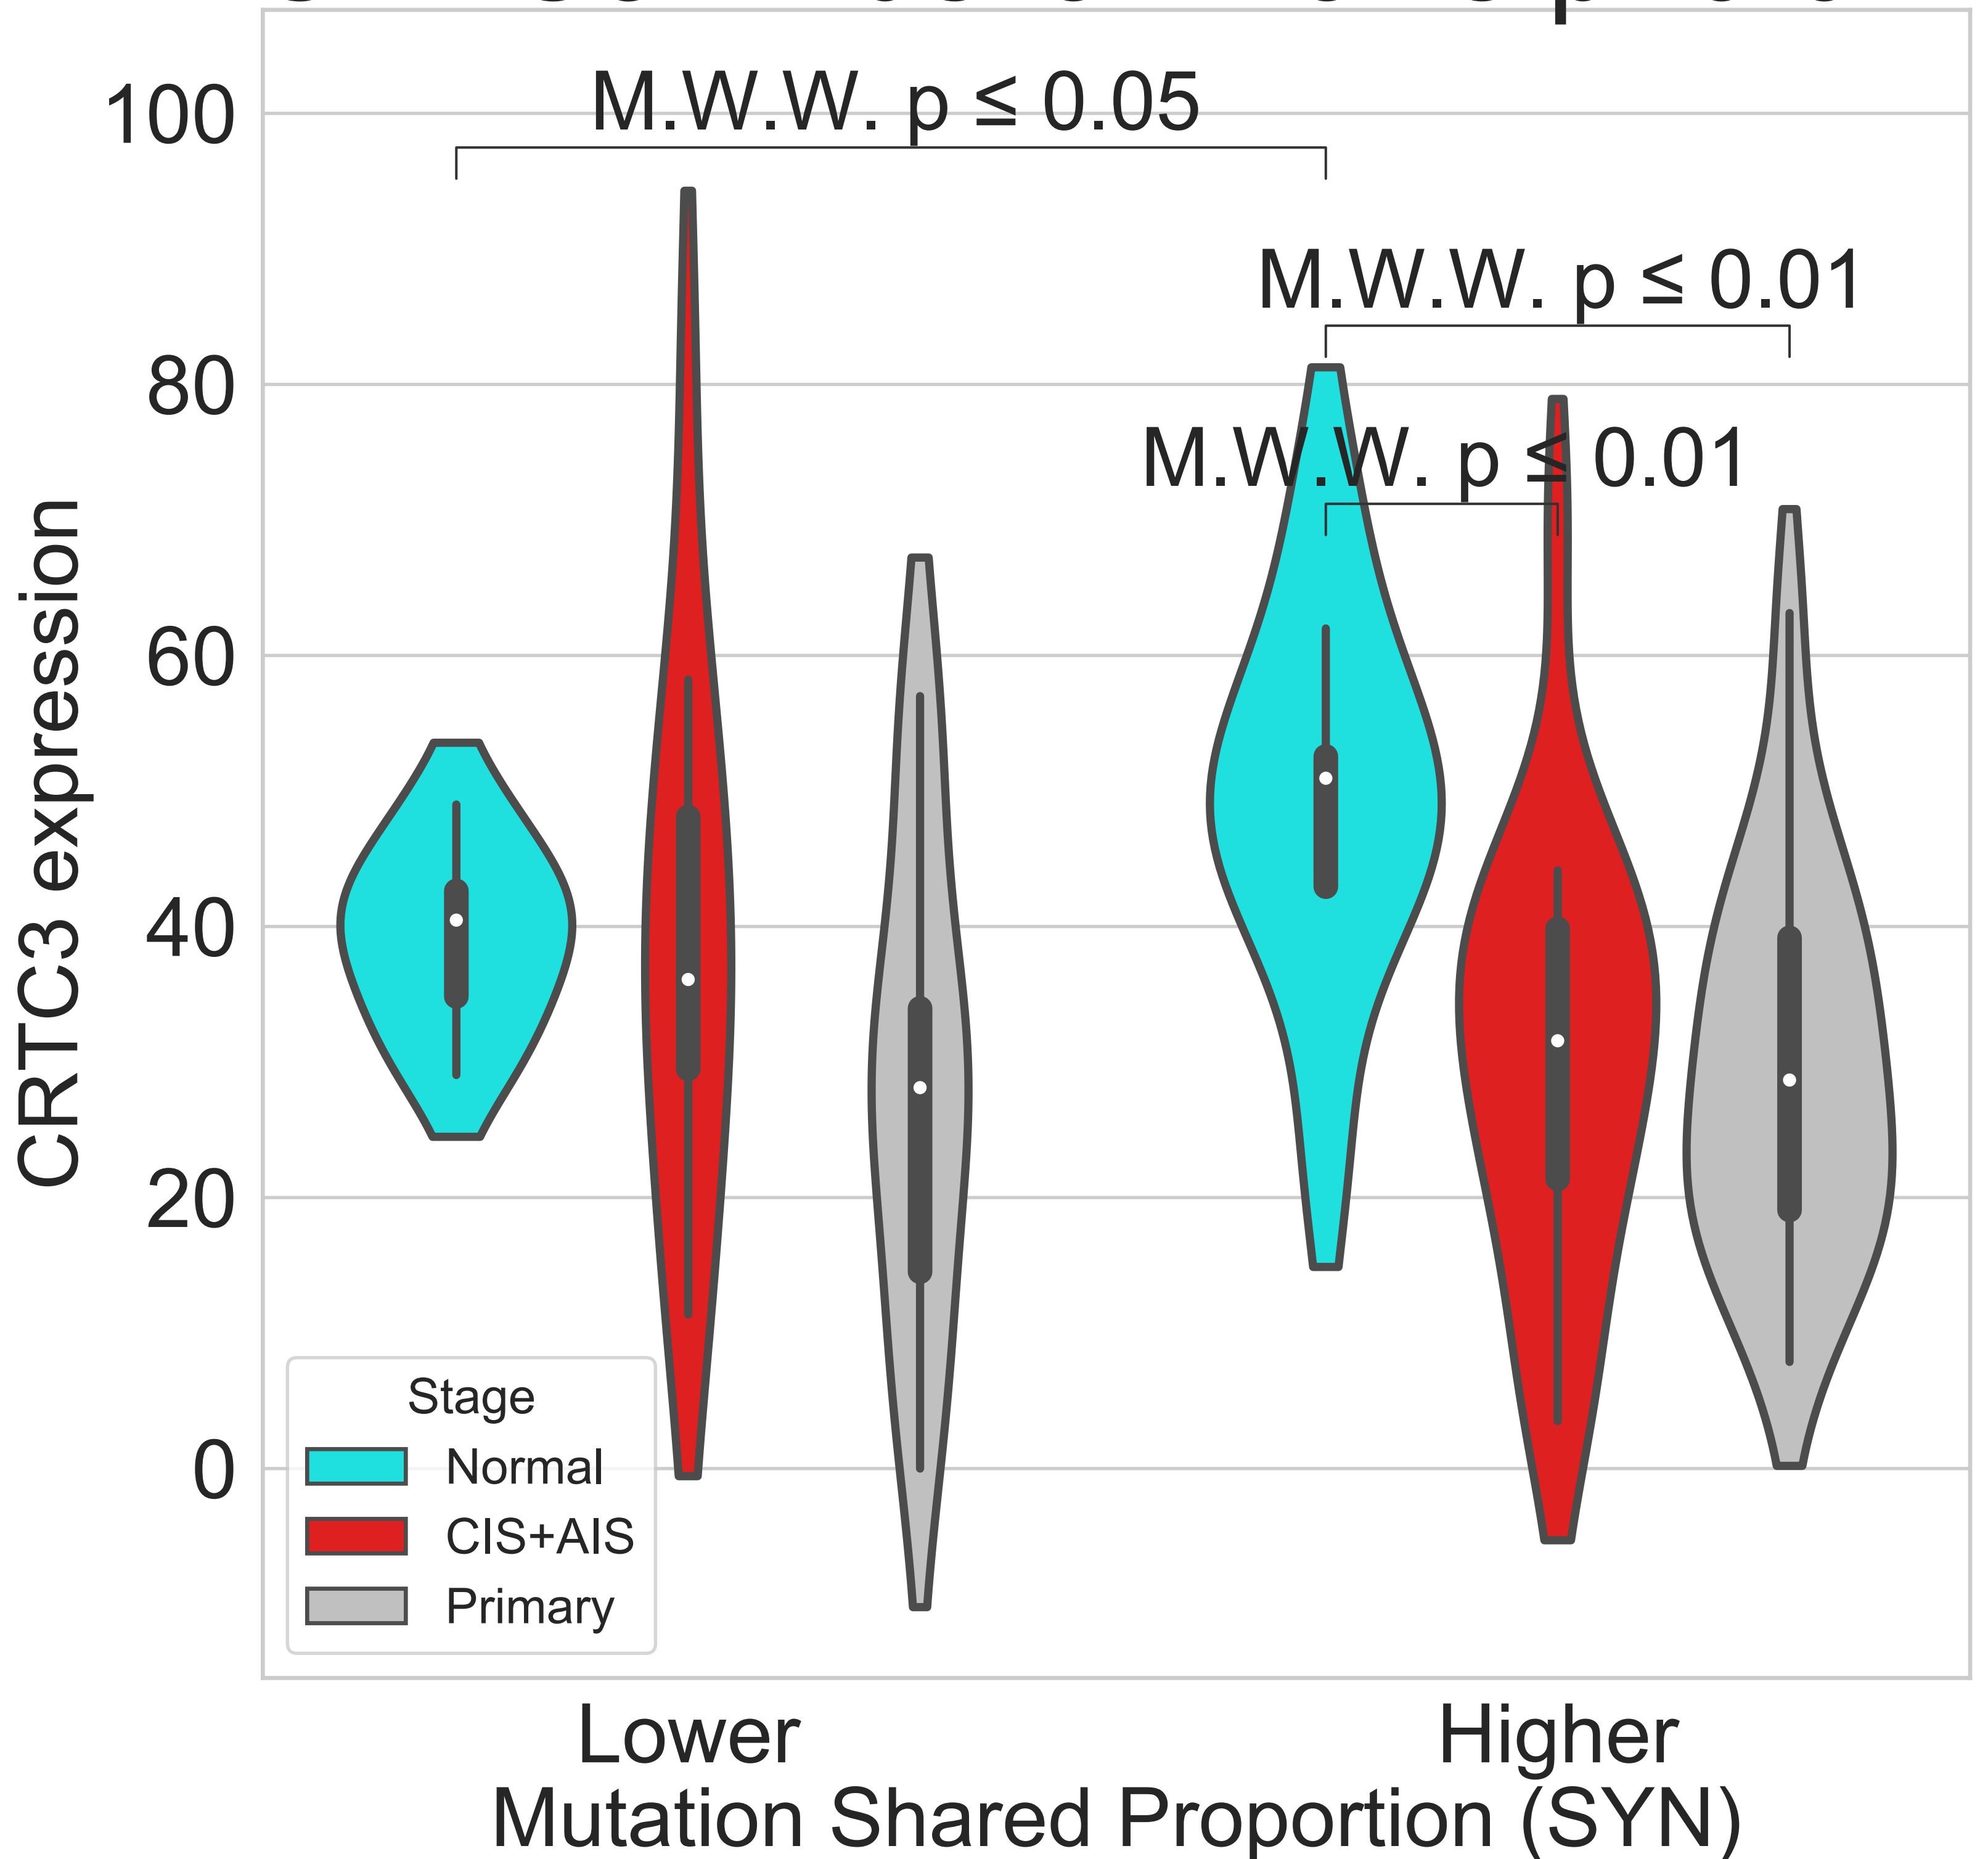 M.W.W. p ≤ 0.05
M.W.W. p ≤ 0.01
M.W.W. p ≤ 0.01
100
80
60
40
20
0
CRTC3 expression
Stage
Normal
CIS+AIS
Primary
Lower
Higher
Mutation Shared Proportion (SYN)